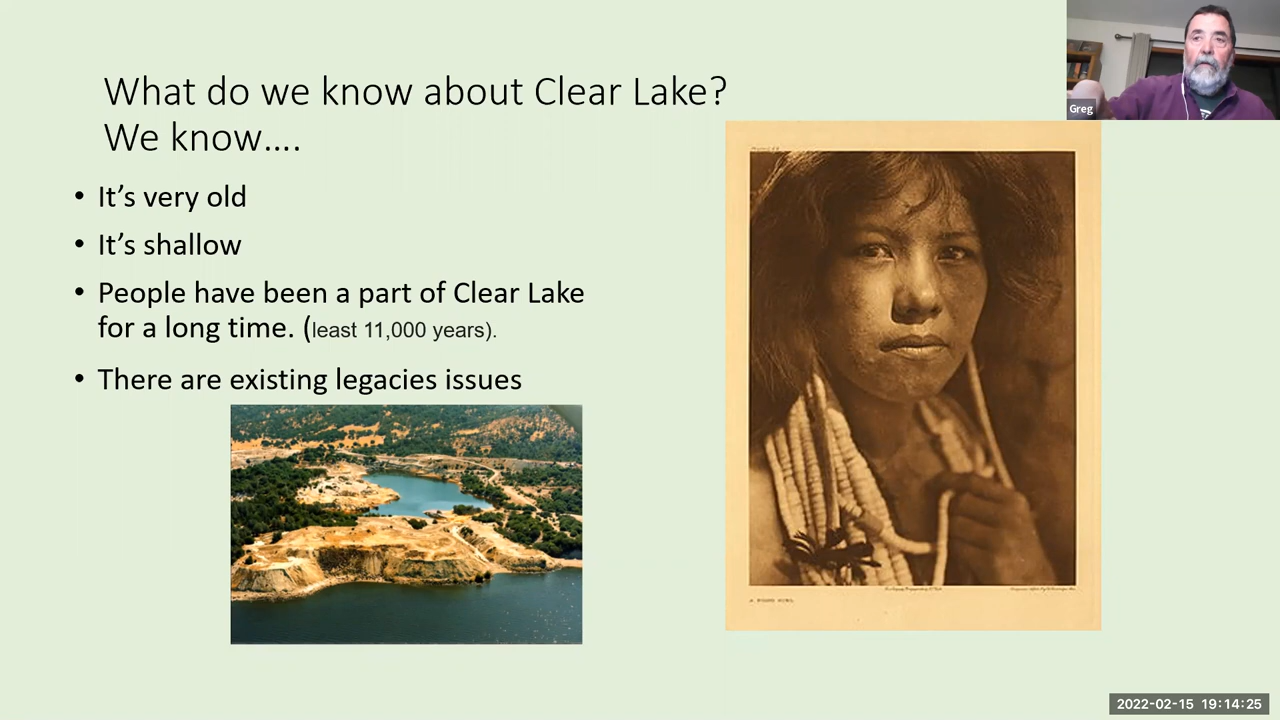 What do we know about Clear Lake?
We know….
• It’s very old
• It’s shallow
• People have been a part of Clear Lake
for a long time. (least 11,000 years).
• There are existing legacies issues
Greg
2022-02-15 19:14:25